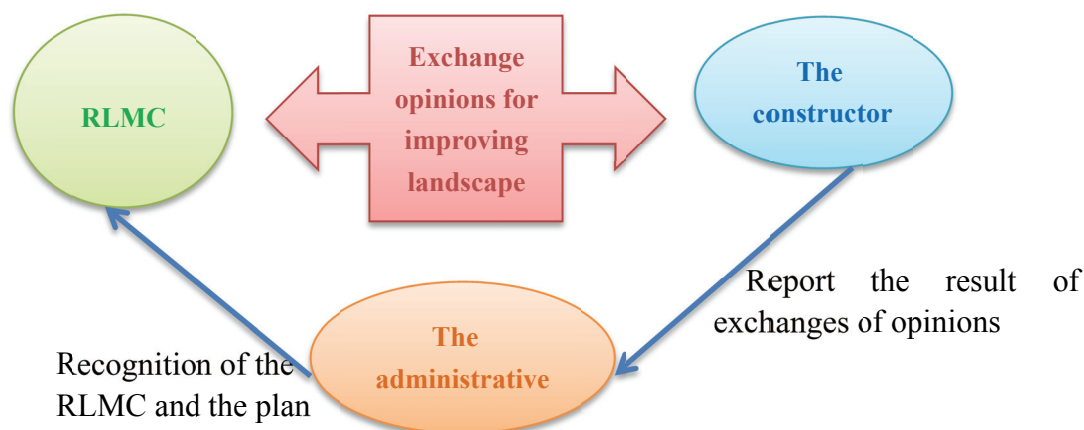 RLMC
Exchange
opinions for
improving
landscape
The
constructor
Report the result of
exchanges of opinions
The
administrative
Recognition of the
RLMC and the plan